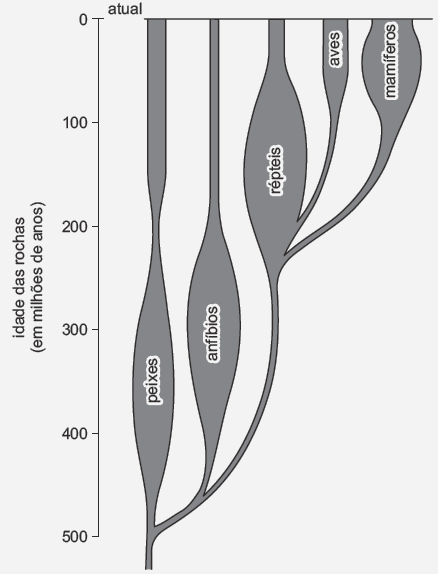 atual
0
100
200
300
400
500
idade das rochas
(em milhões de anos)
peixes
anfíbios
répteis
aves
mamíferos